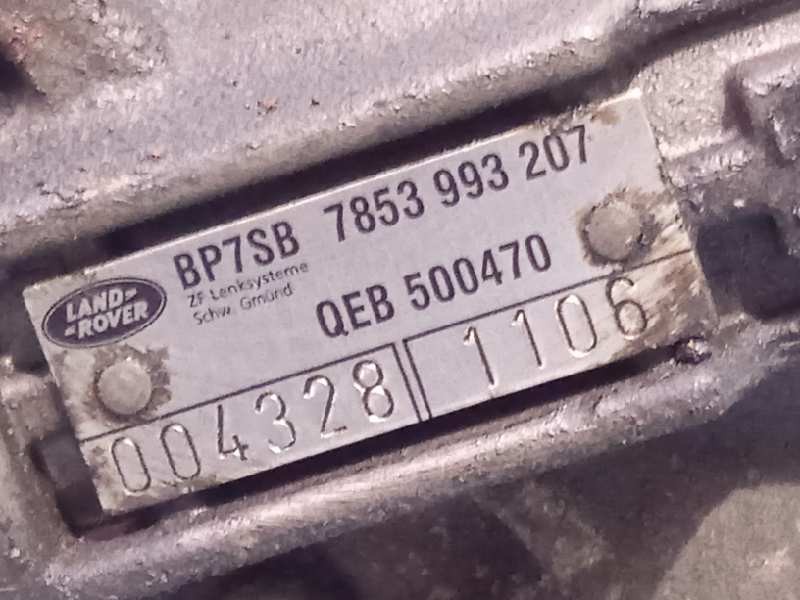 LAND-
-ROVER
BP7SB 7853 993 207
ZF Lenksysteme
Schw. Gmünd
QEB 500470
004328 1106